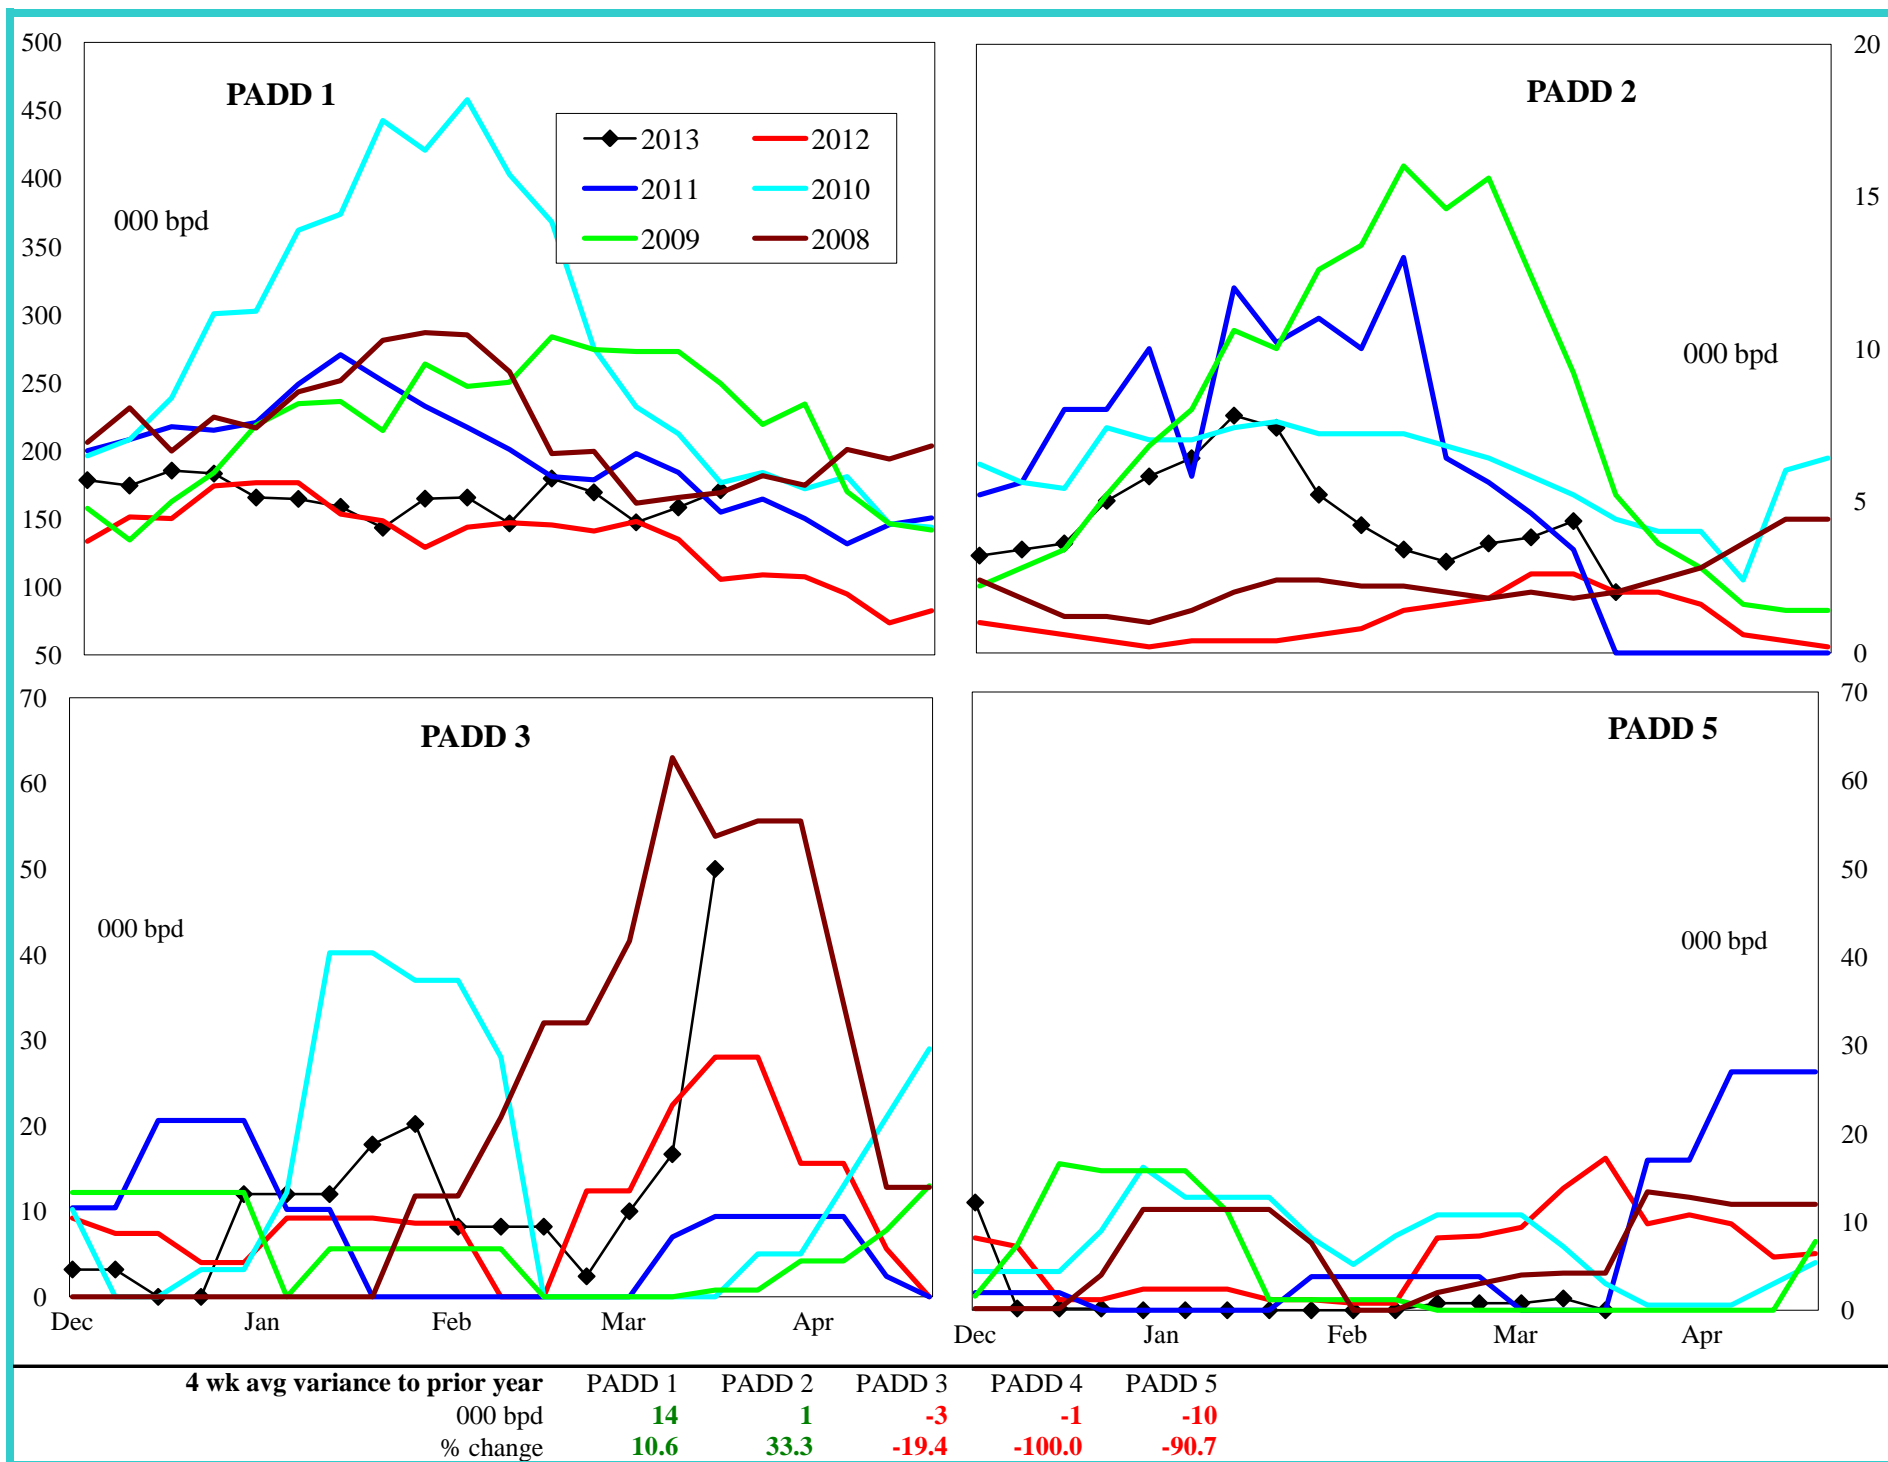 500
450
400
350
300
250
200
150
100
50
PADD 1
000 bpd
2013 2012
2011 2010
2009 2008
PADD 2
000 bpd
20
15
10
5
0
70
60
50
40
30
20
10
0
PADD 3
000 bpd
Dec Jan Feb Mar Apr
PADD 5
000 bpd
70
60
50
40
30
20
10
0
Dec Jan Feb Mar Apr
4 wk avg variance to prior year PADD 1 PADD 2 PADD 3 PADD 4 PADD 5
000 bpd 14 1 -3 -1 -10
% change 10.6 33.3 -19.4 -100.0 -90.7